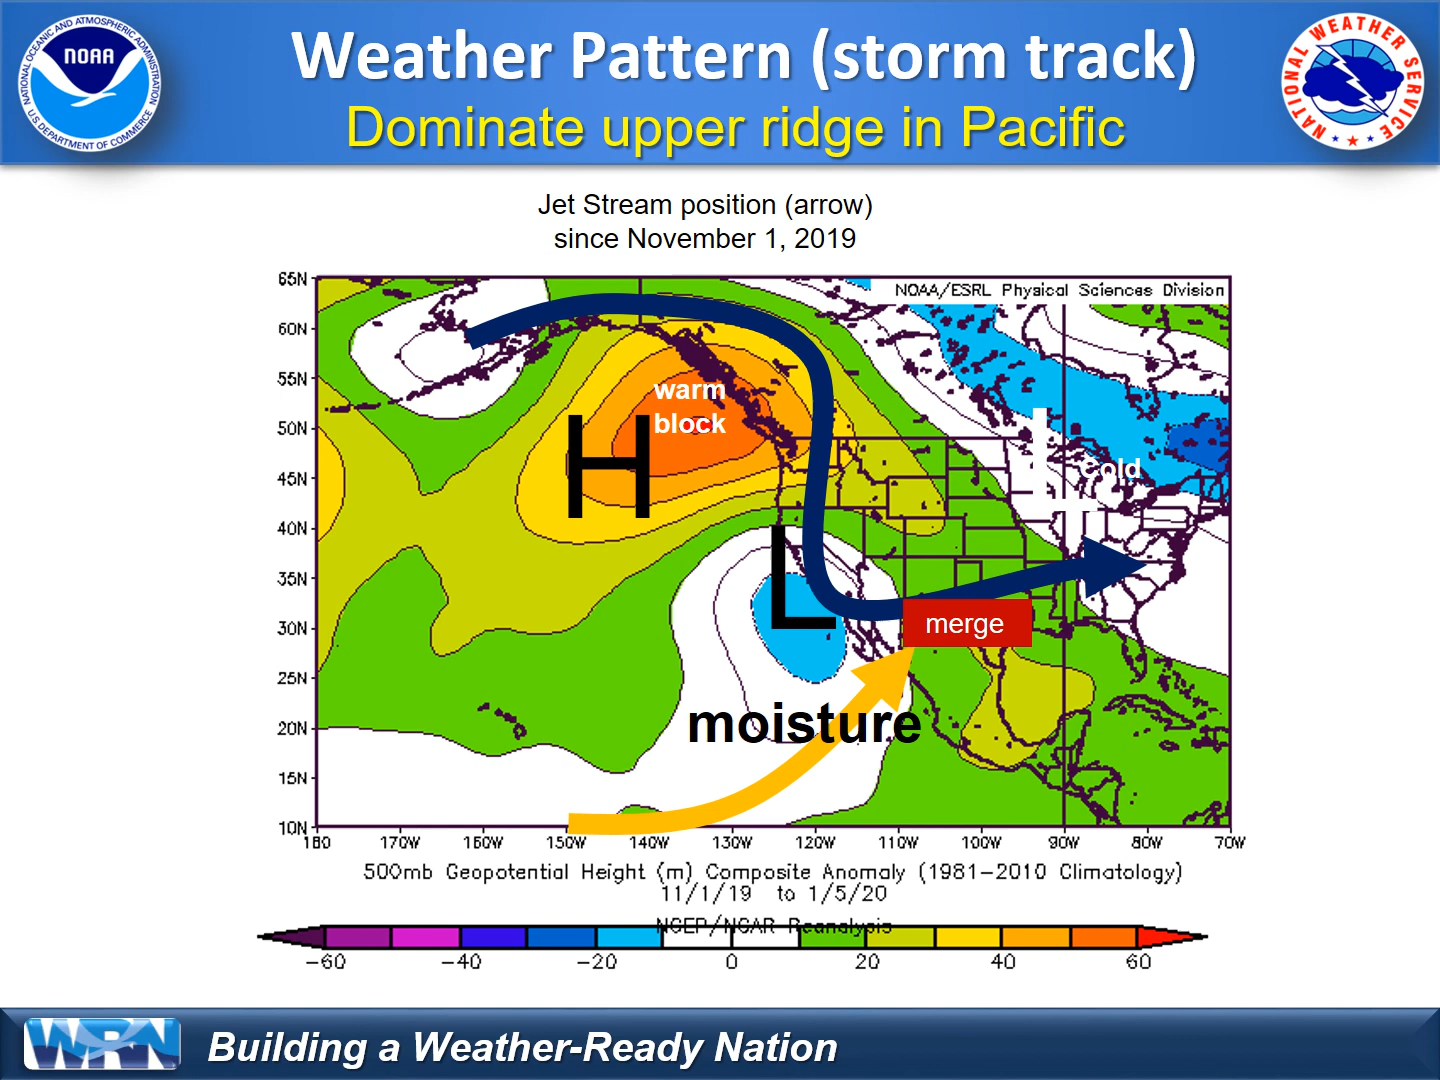 NATIONAL OCEANIC AND ATMOSPHERIC ADMINISTRATION
NOAA
U.S. DEPARTMENT OF COMMERCE
Weather Pattern (storm track)
Dominate upper ridge in Pacific
NATIONAL WEATHER SERVICE
Jet Stream position (arrow)
since November 1, 2019
NOAA/ESRL Physical Sciences Division
65N
60N
55N
50N
45N
40N
35N
30N
25N
20N
15N
10N
warm
block
H
L
cold
L
merge
moisture
180 170W 160W 150W 140W 130W 120W 110W 100W 90W 80W 70W
500mb Geopotential Height (m) Composite Anomaly (1981-2010 Climatology)
11/1/19 to 1/5/20
NCEP/NCAR Reanalysis
-60 -40 -20 0 20 40 60
WRN
Building a Weather-Ready Nation